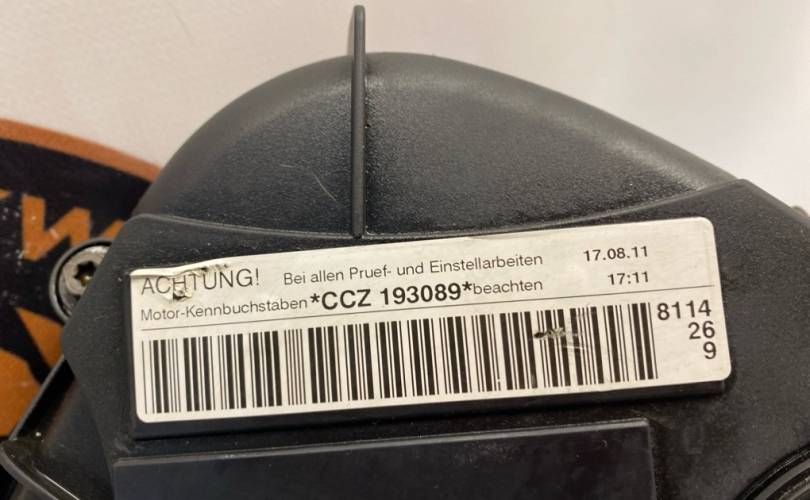 ACHTUNG! Bei allen Pruef- und Einstellarbeiten 17.08.11
Motor-Kennbuchstaben *CCZ 193089* beachten 17:11
8114
26
9